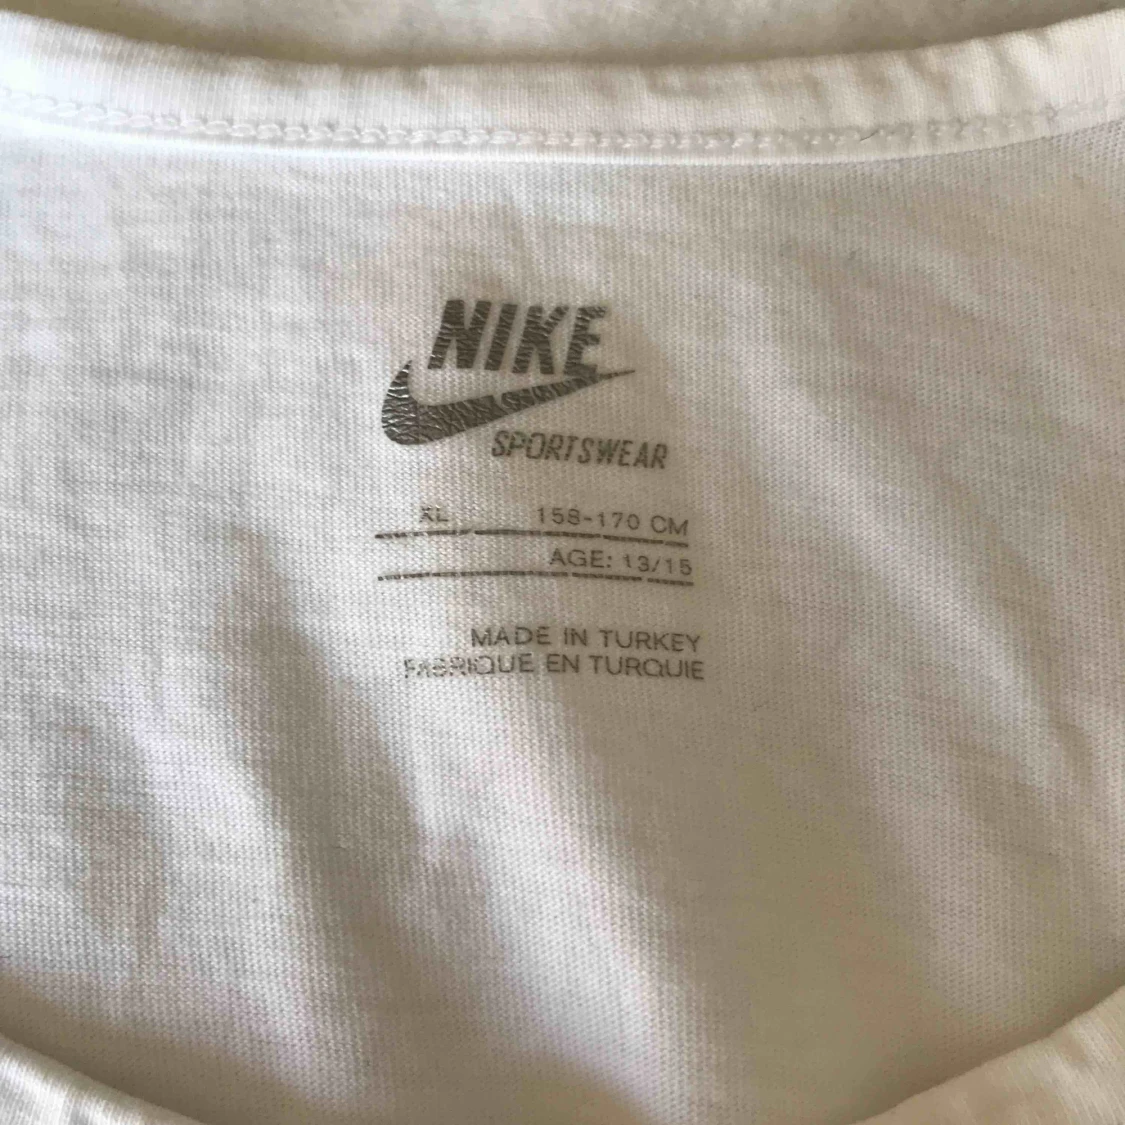 NIKE
SPORTSWEAR
XL 158-170 CM
AGE: 13/15
MADE IN TURKEY
FABRIQUE EN TURQUIE